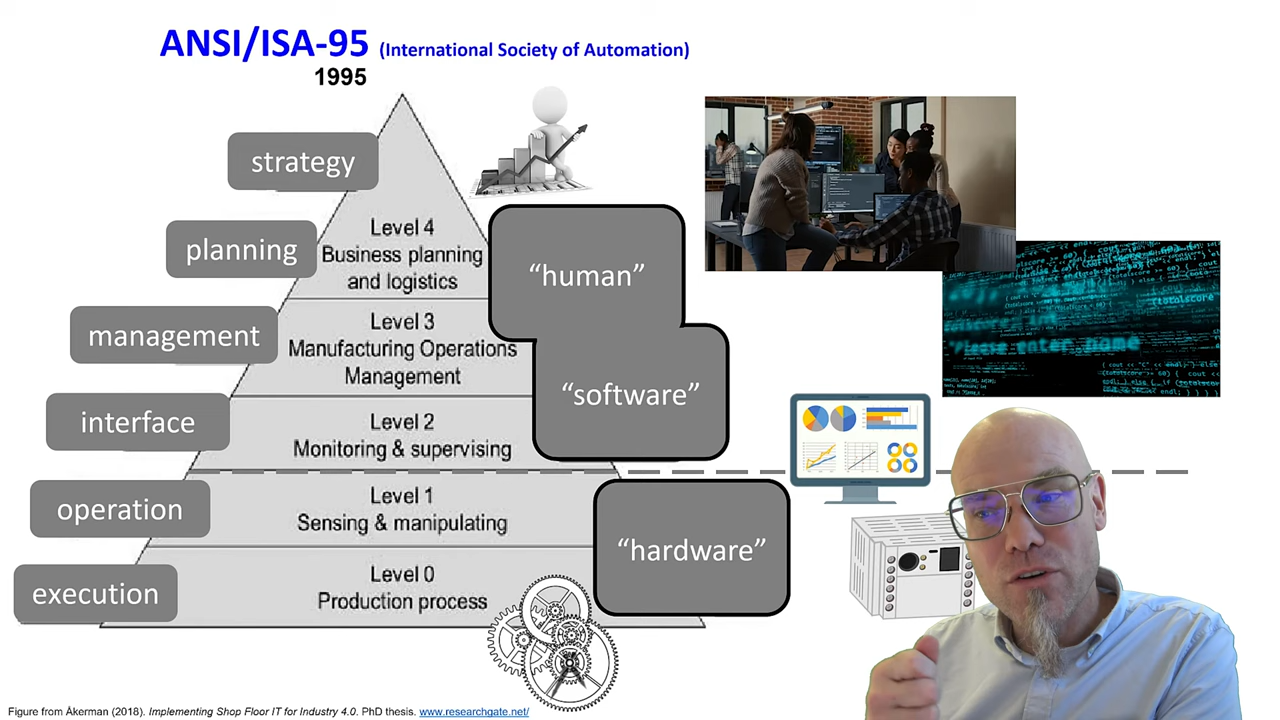 ANSI/ISA-95 (International Society of Automation)
1995
strategy
planning
management
interface
operation
execution
Level 4
Business planning
and logistics
Level 3
Manufacturing Operations
Management
Level 2
Monitoring & supervising
Level 1
Sensing & manipulating
Level 0
Production process
“human”
“software”
“hardware”
"Please enter name
Figure from Åkerman (2018). Implementing Shop Floor IT for Industry 4.0. PhD thesis. www.researchgate.net/